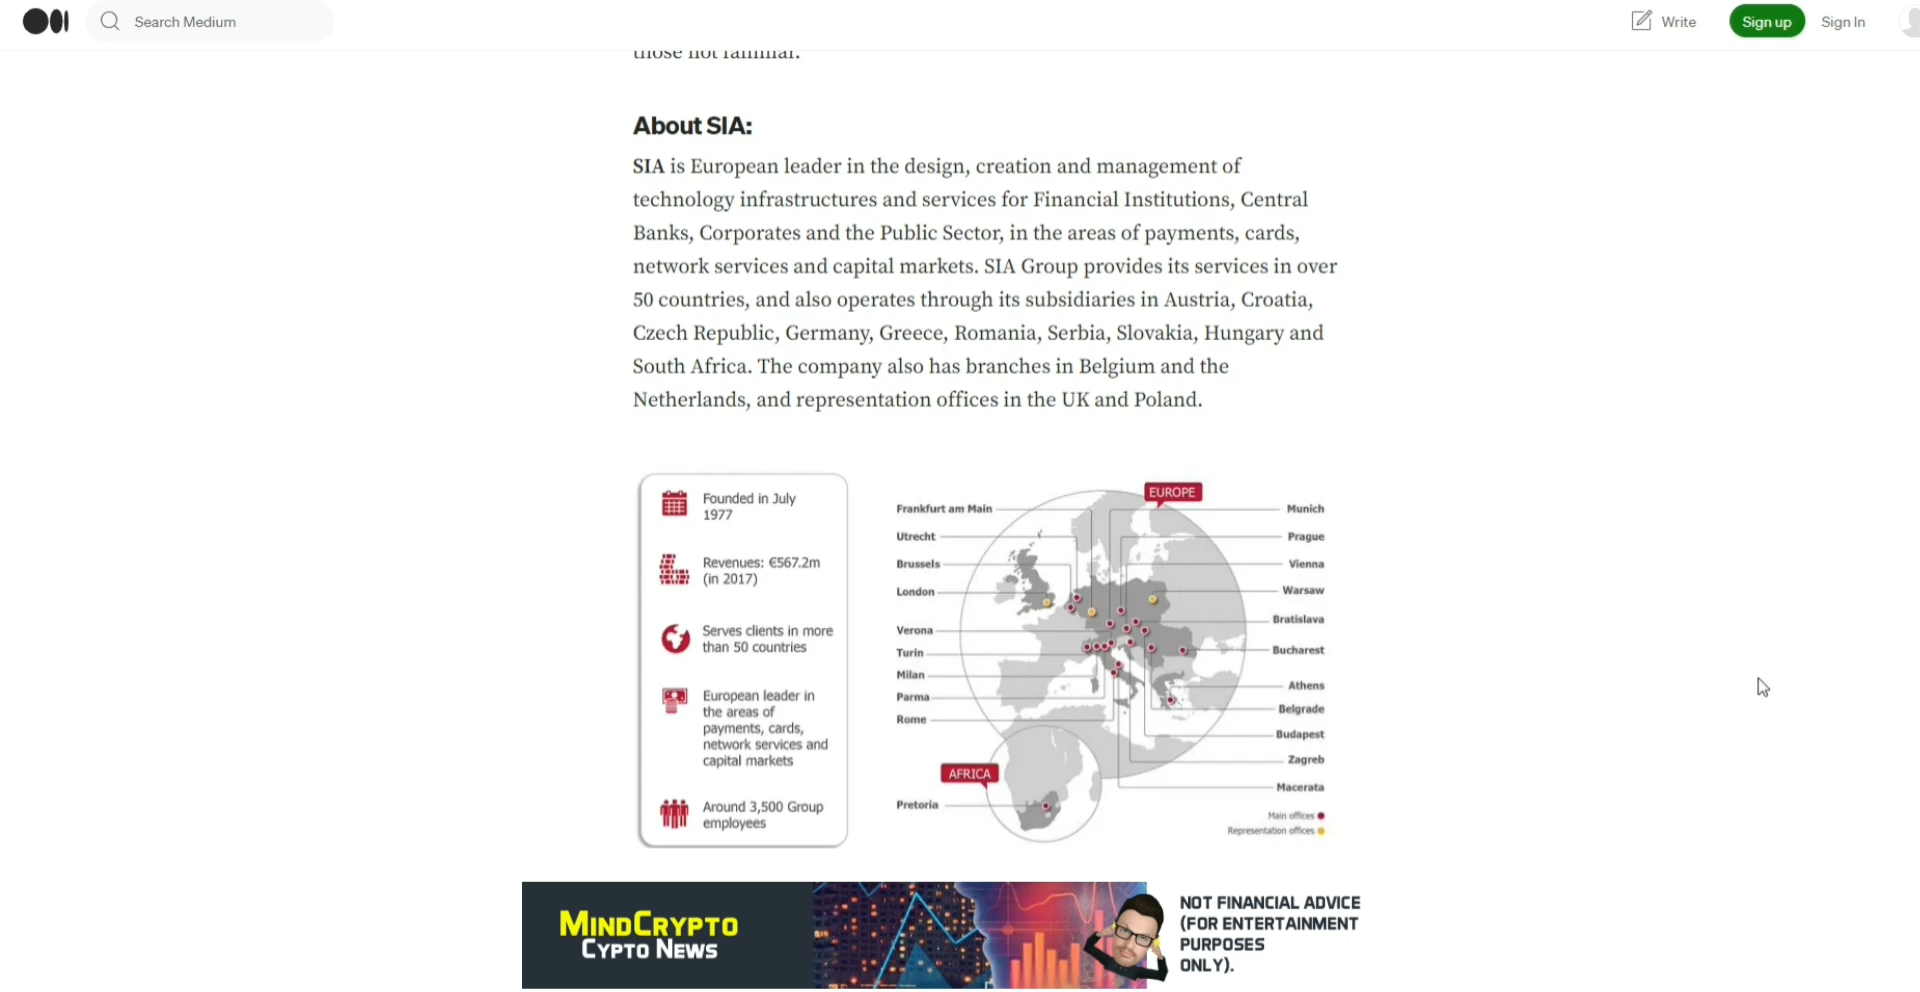 Search Medium
Write
Sign up
Sign In
those not familiar.
About SIA:
SIA is European leader in the design, creation and management of
technology infrastructures and services for Financial Institutions, Central
Banks, Corporates and the Public Sector, in the areas of payments, cards,
network services and capital markets. SIA Group provides its services in over
50 countries, and also operates through its subsidiaries in Austria, Croatia,
Czech Republic, Germany, Greece, Romania, Serbia, Slovakia, Hungary and
South Africa. The company also has branches in Belgium and the
Netherlands, and representation offices in the UK and Poland.
Founded in July
1977
Revenues: €567.2m
(in 2017)
Serves clients in more
than 50 countries
European leader in
the areas of
payments, cards,
network services and
capital markets
Around 3,500 Group
employees
EUROPE
Frankfurt am Main
Utrecht
Brussels
London
Verona
Turin
Milan
Parma
Rome
AFRICA
Pretoria
Munich
Prague
Vienna
Warsaw
Bratislava
Bucharest
Athens
Belgrade
Budapest
Zagreb
Macerata
Main offices
Representation offices
MINDCRYPTO
CYPTO NEWS
NOT FINANCIAL ADVICE
(FOR ENTERTAINMENT
PURPOSES
ONLY).